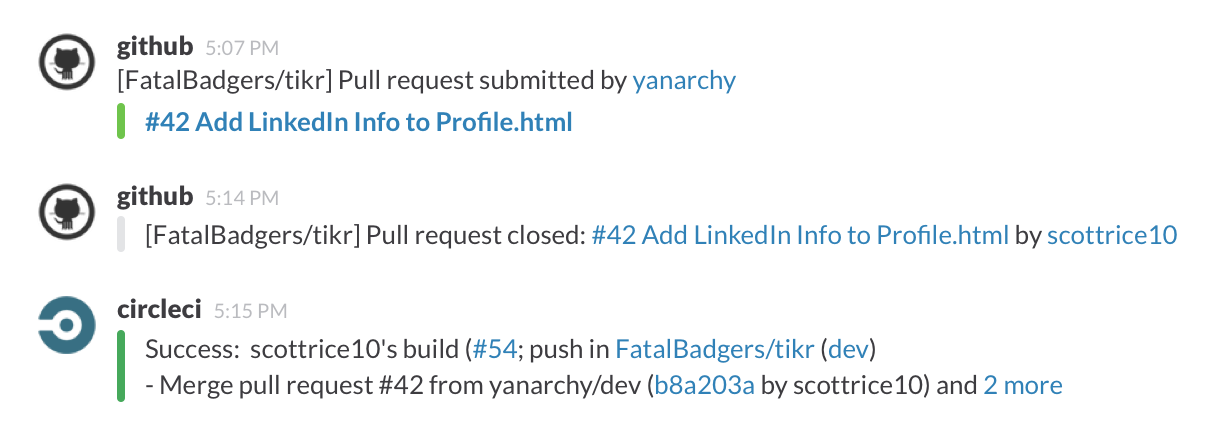 github 5:07 PM
[FatalBadgers/tikr] Pull request submitted by yanarchy
#42 Add LinkedIn Info to Profile.html
github 5:14 PM
[FatalBadgers/tikr] Pull request closed: #42 Add LinkedIn Info to Profile.html by scottrice10
circleci 5:15 PM
Success:  scottrice10's build (#54; push in FatalBadgers/tikr (dev)
- Merge pull request #42 from yanarchy/dev (b8a203a by scottrice10) and 2 more